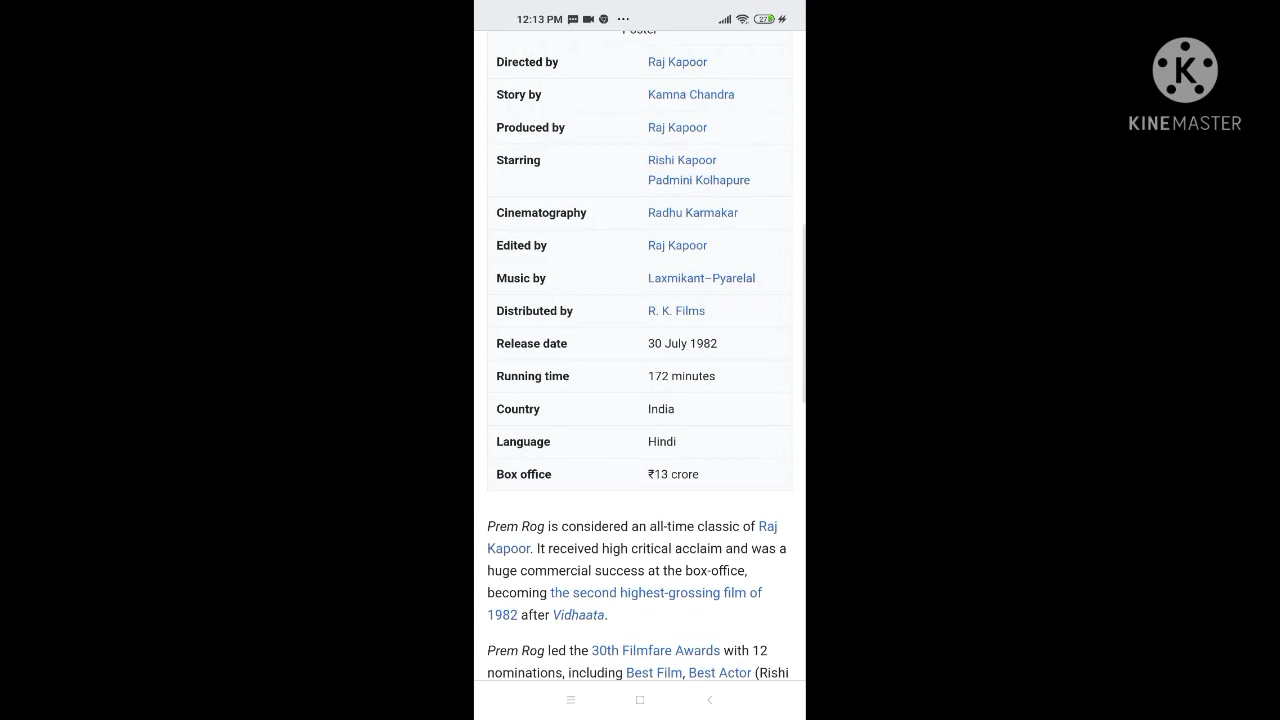 12:13 PM
27
Poster
Directed by Raj Kapoor
Story by Kamna Chandra
Produced by Raj Kapoor
Starring Rishi Kapoor
Padmini Kolhapure
Cinematography Radhu Karmakar
Edited by Raj Kapoor
Music by Laxmikant–Pyarelal
Distributed by R. K. Films
Release date 30 July 1982
Running time 172 minutes
Country India
Language Hindi
Box office ₹13 crore
Prem Rog is considered an all-time classic of Raj
Kapoor. It received high critical acclaim and was a
huge commercial success at the box-office,
becoming the second highest-grossing film of
1982 after Vidhaata.
Prem Rog led the 30th Filmfare Awards with 12
nominations, including Best Film, Best Actor (Rishi
K
KINEMASTER